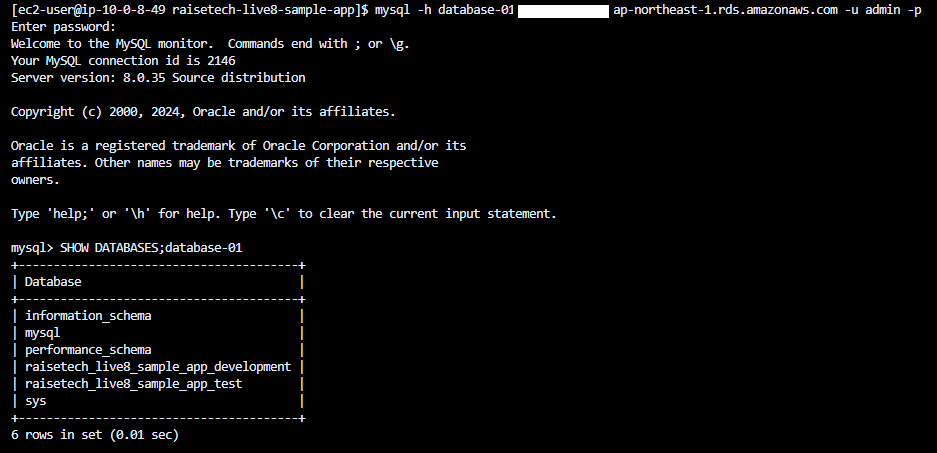 [ec2-user@ip-10-0-8-49 raisetech-live8-sample-app]$ mysql -h database-01 ap-northeast-1.rds.amazonaws.com -u admin -p
Enter password:
Welcome to the MySQL monitor.  Commands end with ; or \g.
Your MySQL connection id is 2146
Server version: 8.0.35 Source distribution

Copyright (c) 2000, 2024, Oracle and/or its affiliates.

Oracle is a registered trademark of Oracle Corporation and/or its
affiliates. Other names may be trademarks of their respective
owners.

Type 'help;' or '\h' for help. Type '\c' to clear the current input statement.

mysql> SHOW DATABASES;database-01
+----------------------------------------+
| Database                               |
+----------------------------------------+
| information_schema                     |
| mysql                                  |
| performance_schema                     |
| raisetech_live8_sample_app_development |
| raisetech_live8_sample_app_test        |
| sys                                    |
+----------------------------------------+
6 rows in set (0.01 sec)